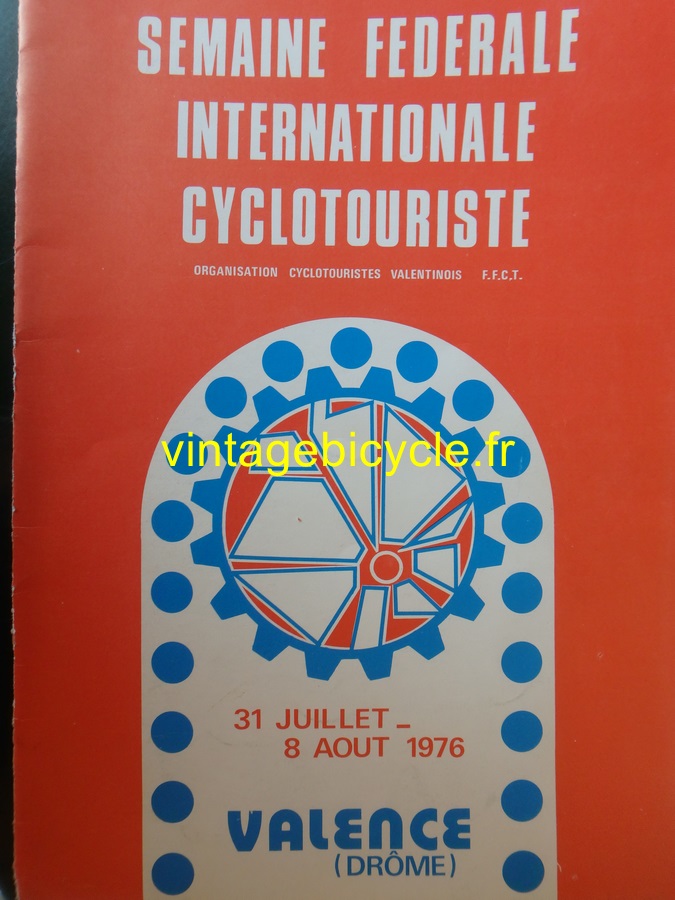 SEMAINE FEDERALE
INTERNATIONALE
CYCLOTOURISTE
ORGANISATION CYCLOTOURISTES VALENTINOIS F.F.C.T.
vintagebicycle.fr
31 JUILLET _
8 AOUT 1976
VALENCE
(DRÔME)